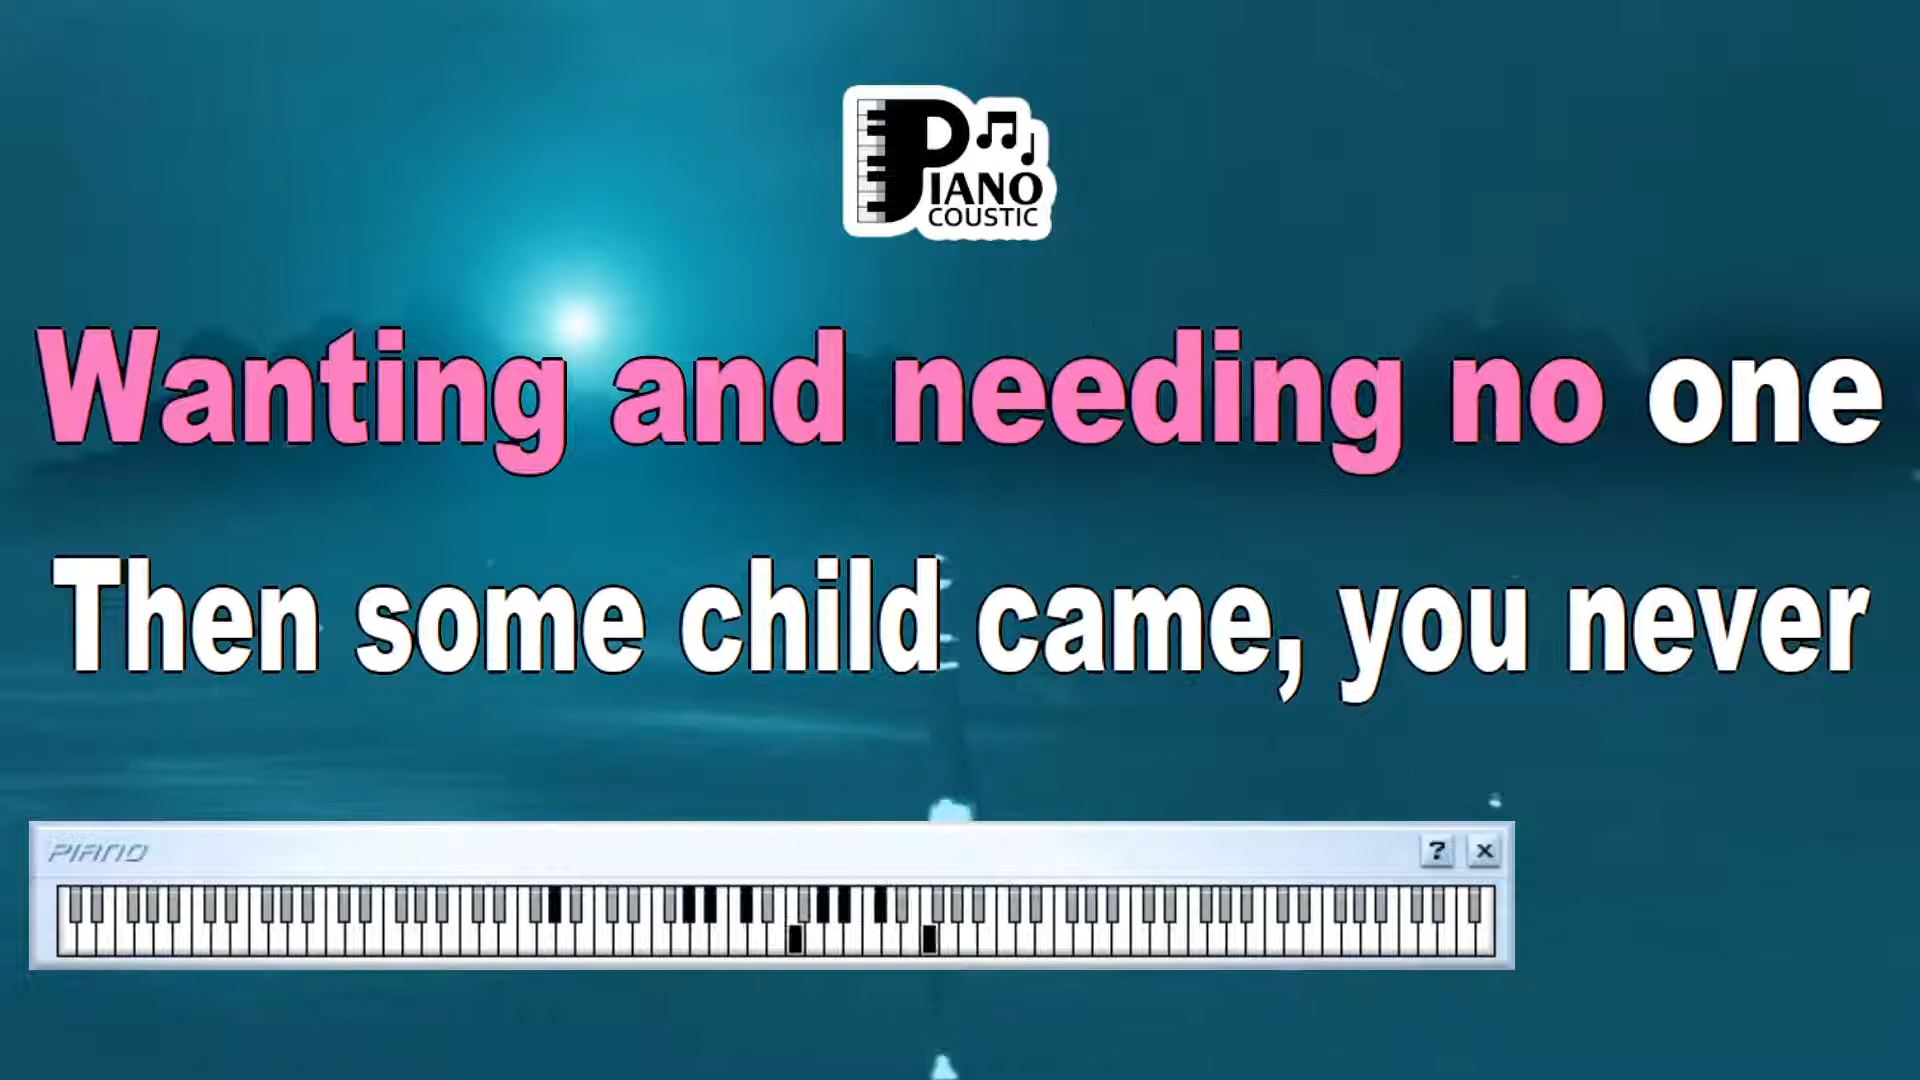 PIANO
COUSTIC
Wanting and needing no one
Then some child came, you never
PIANO
? x